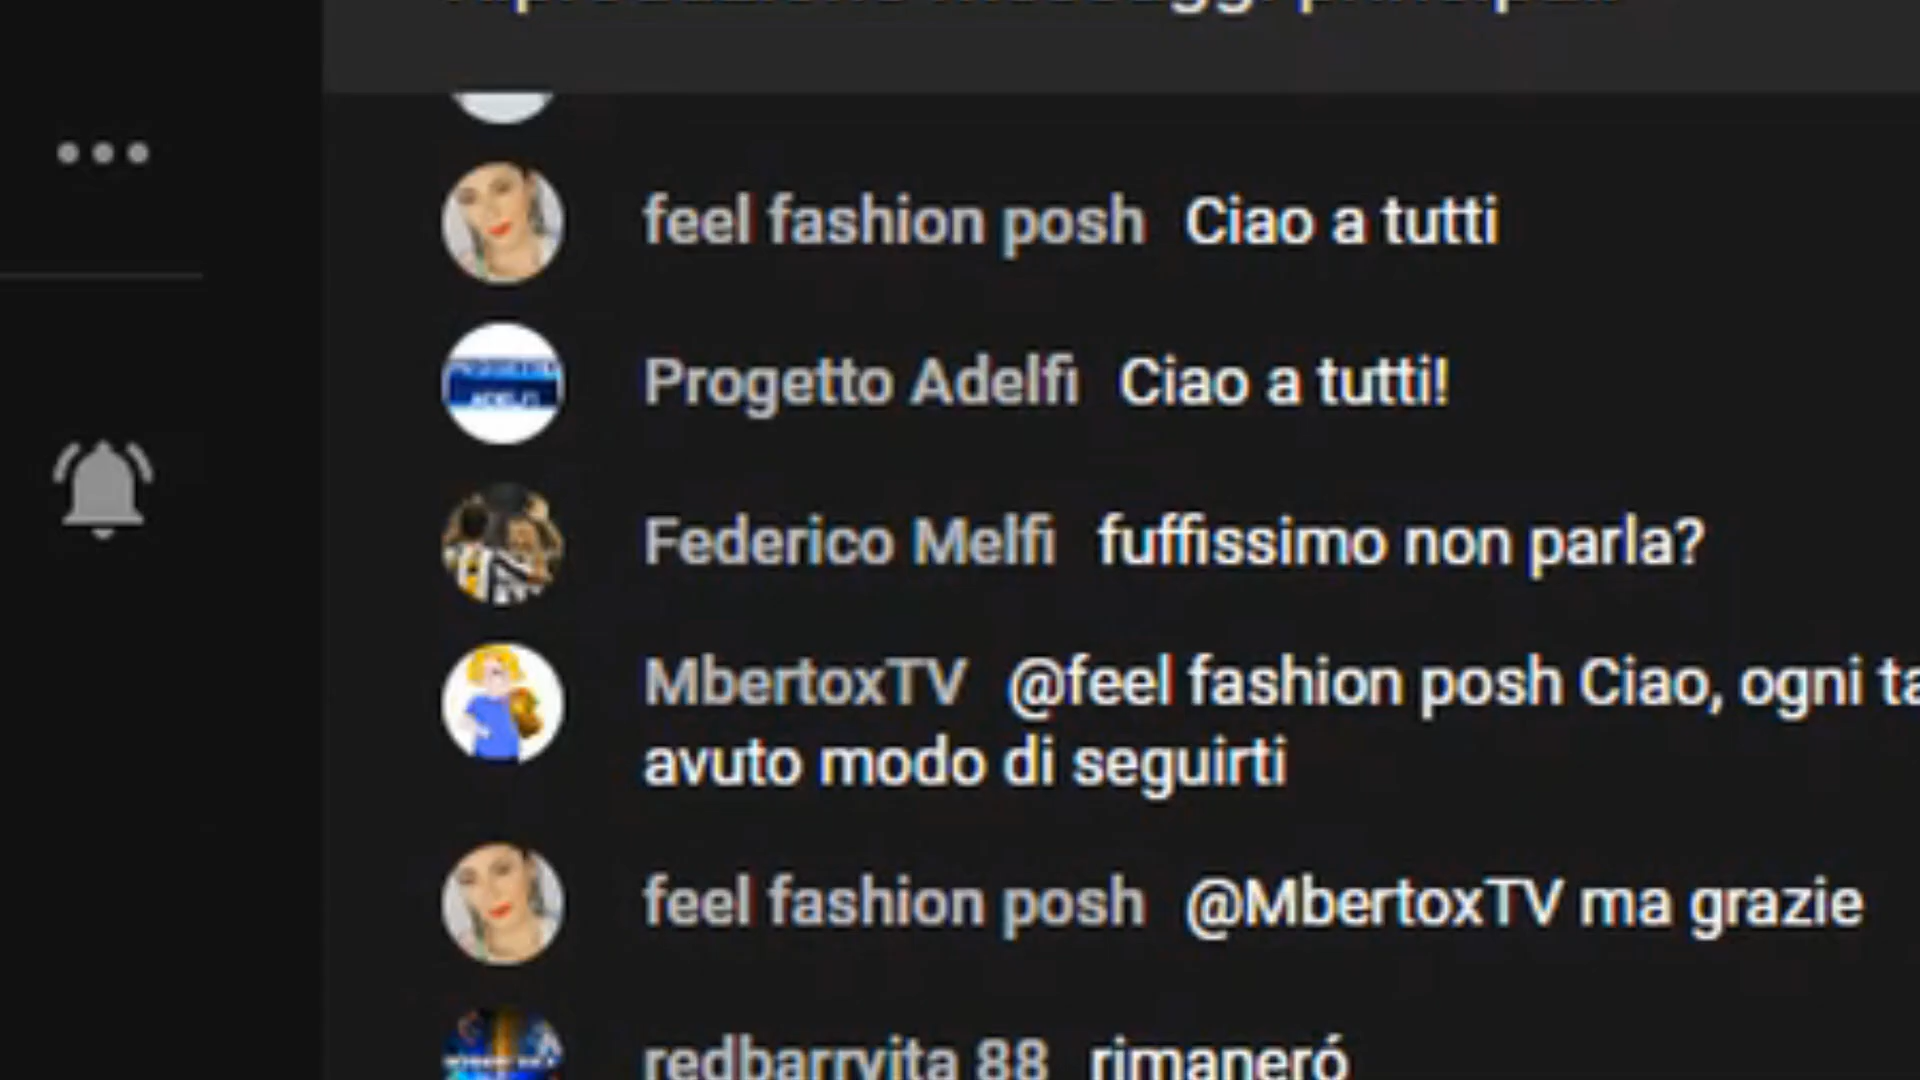 feel fashion posh Ciao a tutti
Progetto Adelfi Ciao a tutti!
Federico Melfi fuffissimo non parla?
MbertoxTV @feel fashion posh Ciao, ogni
avuto modo di seguirti
feel fashion posh @MbertoxTV ma grazie
redbarryita 88 rimaneró